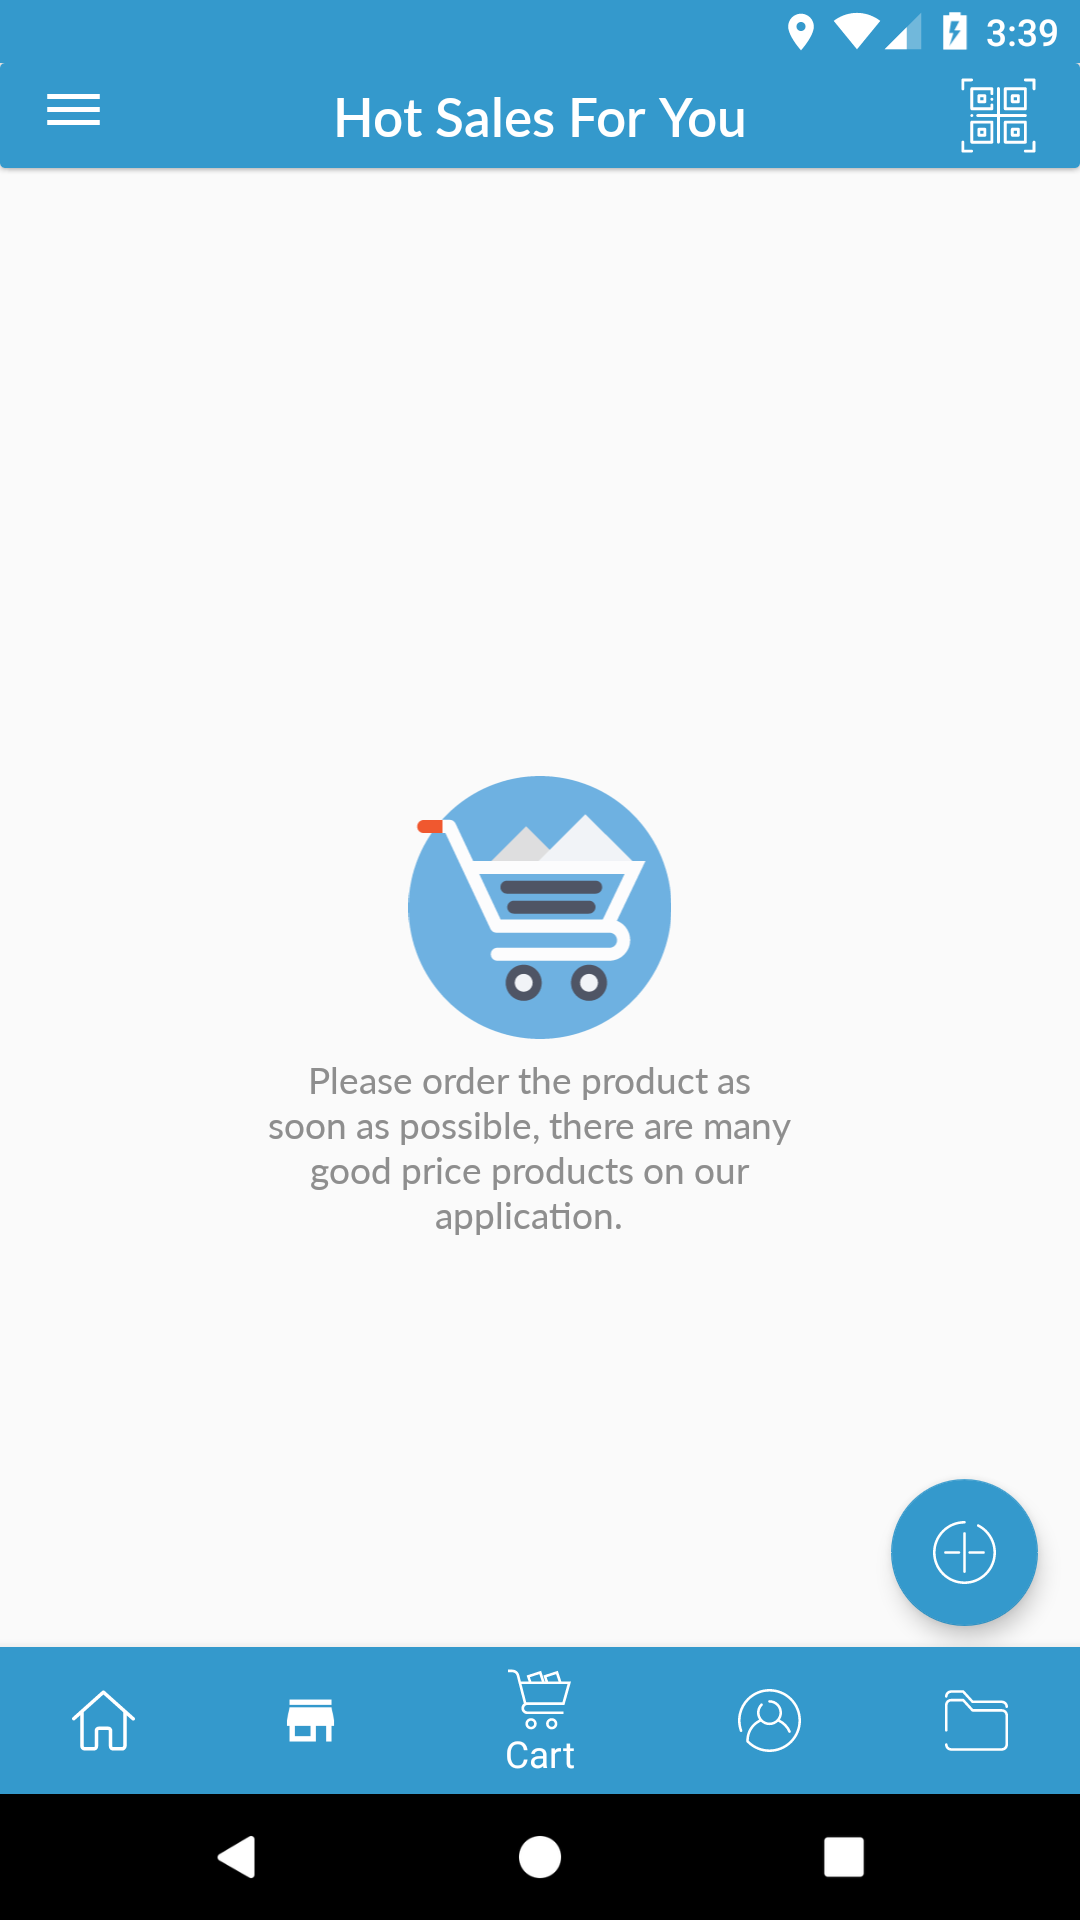 3:39
Hot Sales For You
Please order the product as
soon as possible, there are many
good price products on our
application.
Cart